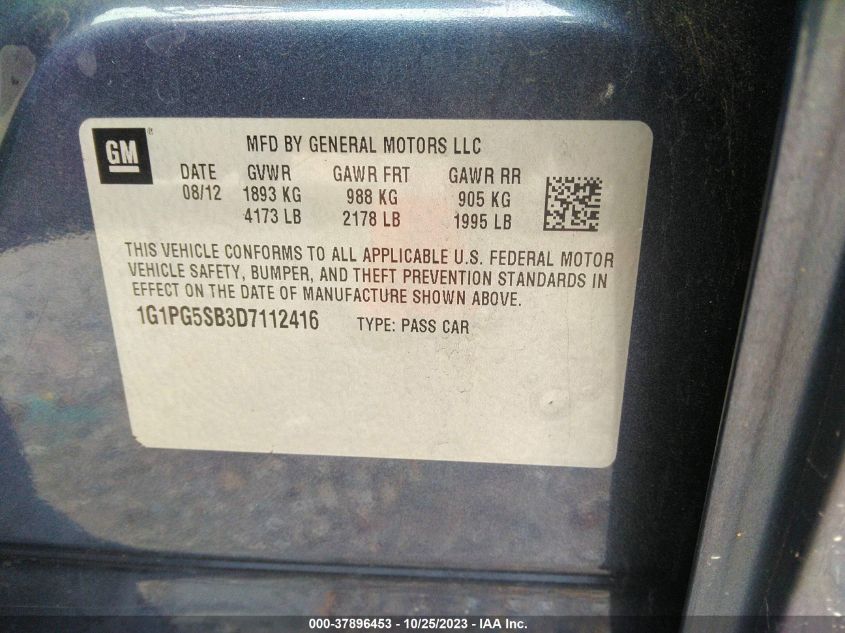 GM ®
MFD BY GENERAL MOTORS LLC
DATE GVWR GAWR FRT GAWR RR
08/12 1893 KG 988 KG 905 KG
4173 LB 2178 LB 1995 LB
THIS VEHICLE CONFORMS TO ALL APPLICABLE U.S. FEDERAL MOTOR
VEHICLE SAFETY, BUMPER, AND THEFT PREVENTION STANDARDS IN
EFFECT ON THE DATE OF MANUFACTURE SHOWN ABOVE.
1G1PG5SB3D7112416 TYPE: PASS CAR
000-37896453 - 10/25/2023 - IAA Inc.